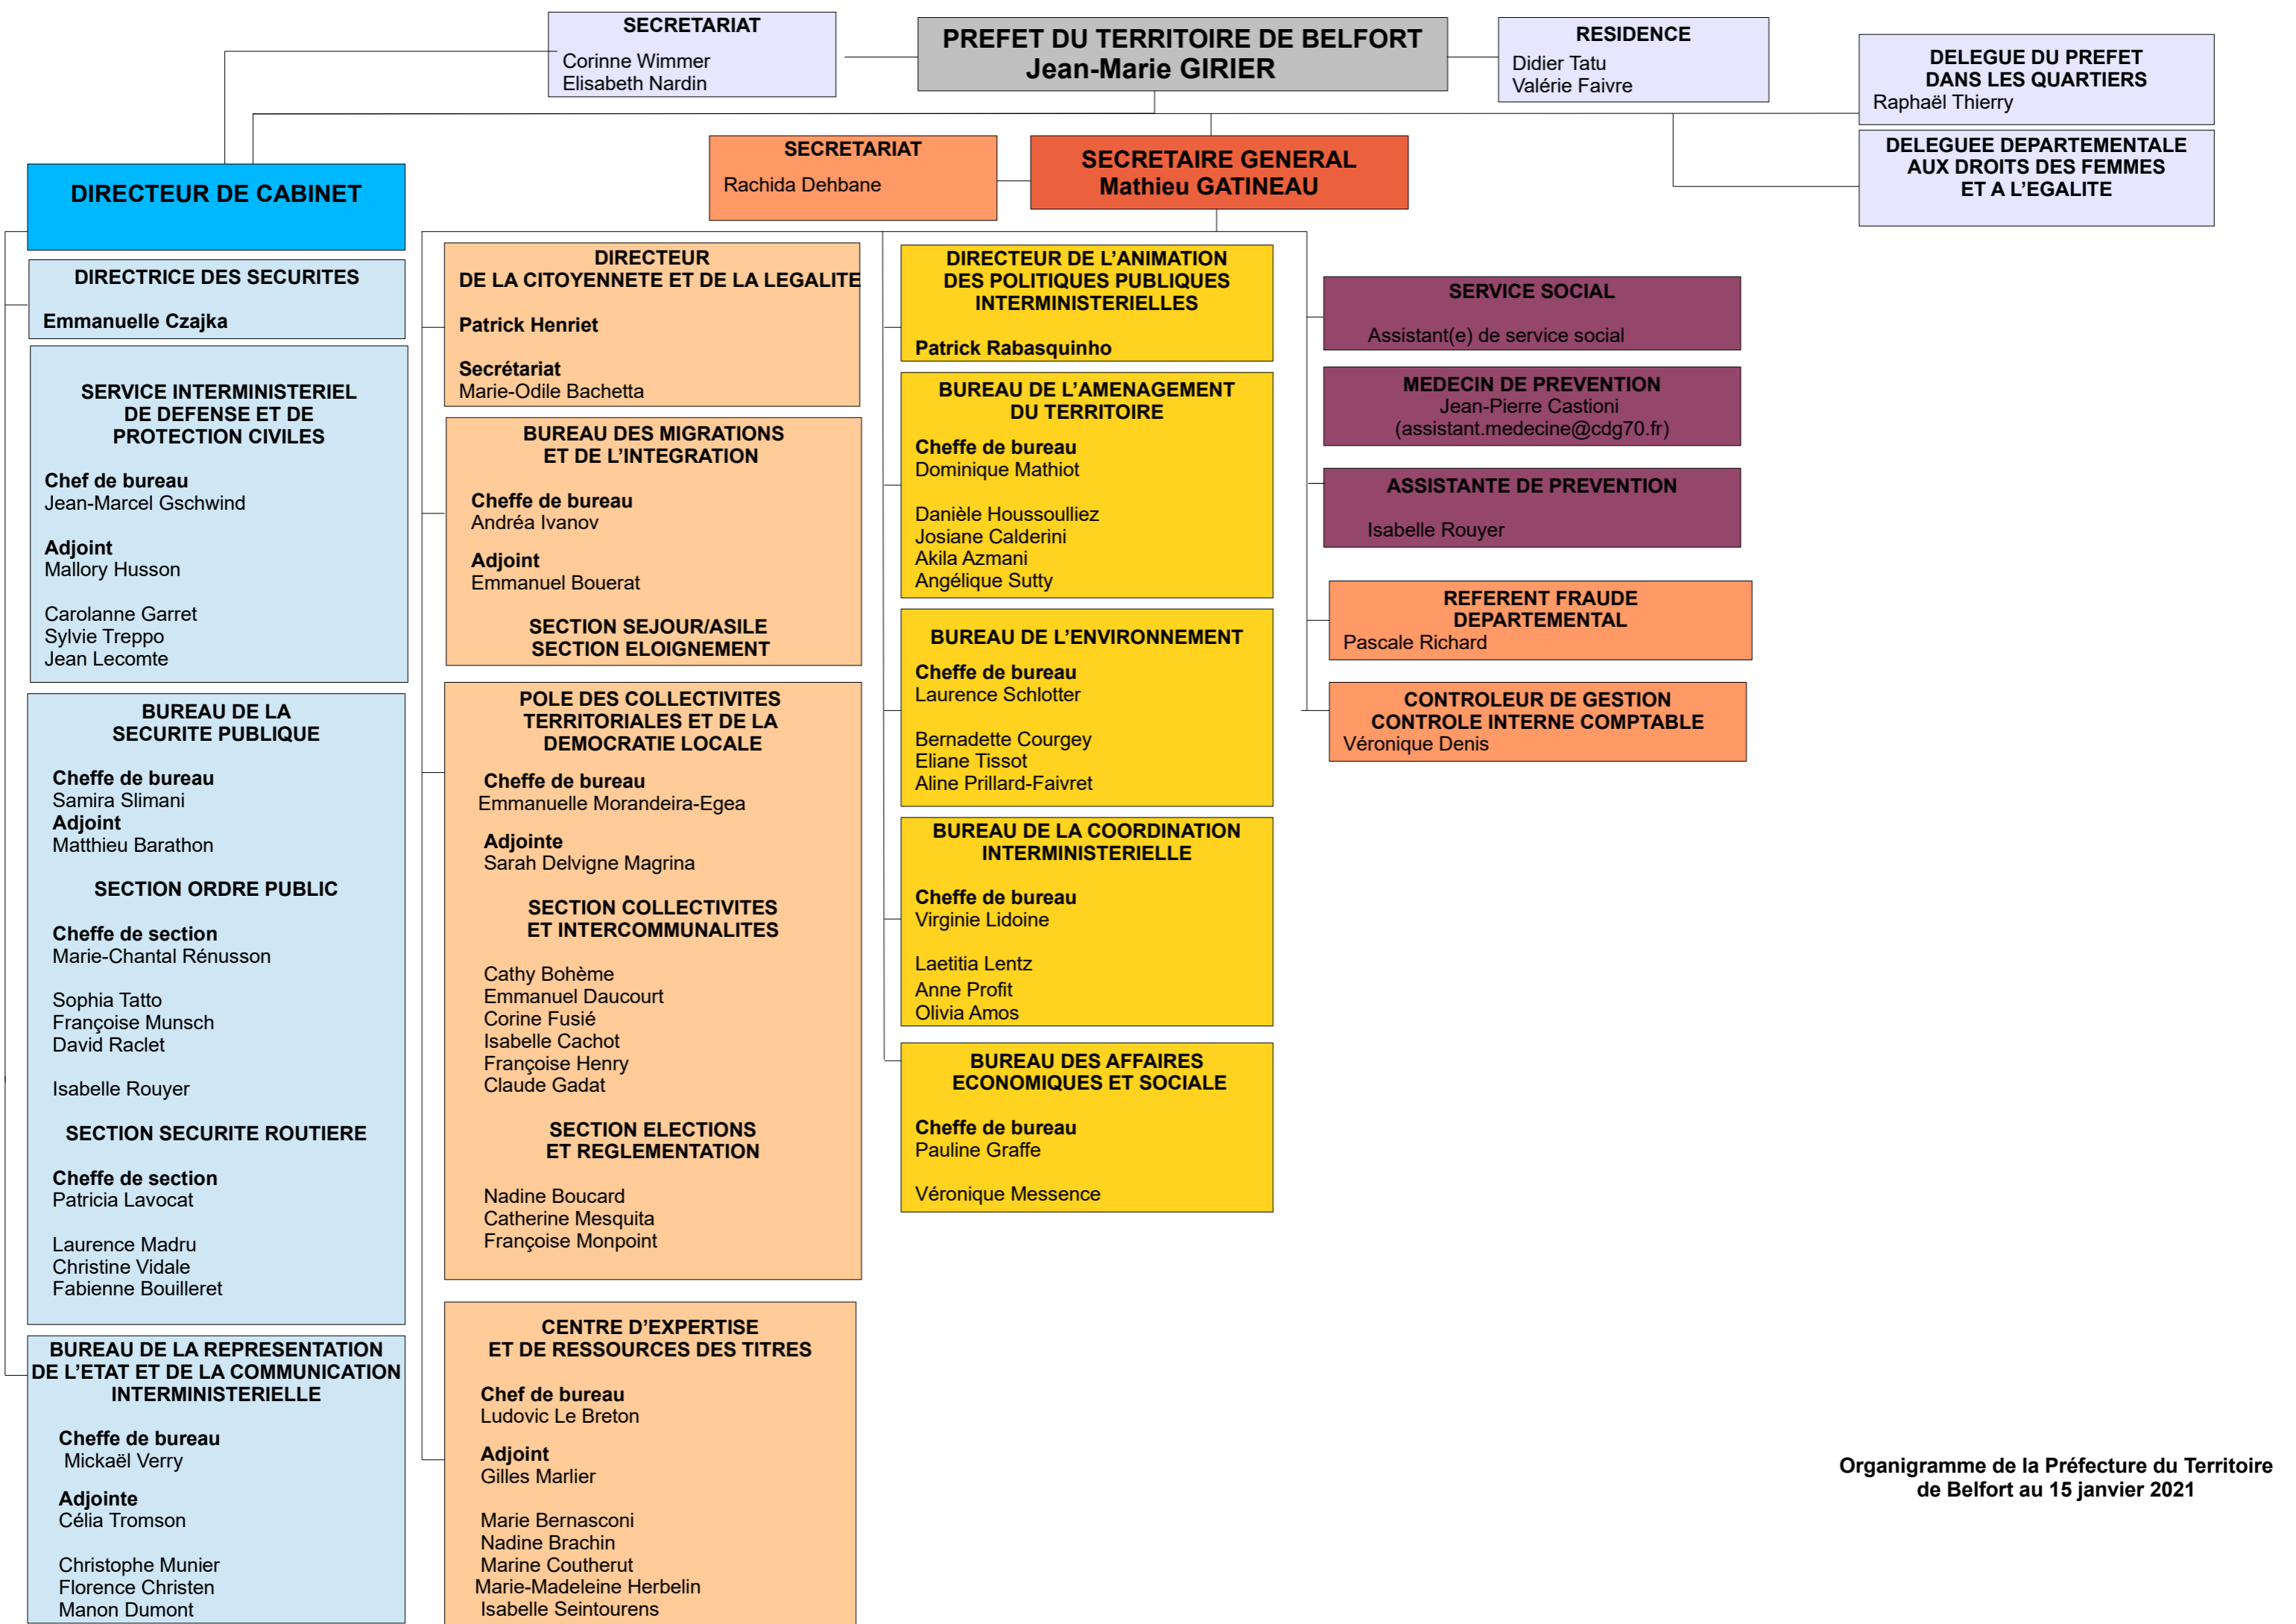 SECRETARIAT
Corinne Wimmer
Elisabeth Nardin
PREFET DU TERRITOIRE DE BELFORT
Jean-Marie GIRIER
RESIDENCE
Didier Tatu
Valérie Faivre
DELEGUE DU PREFET
DANS LES QUARTIERS
Raphaël Thierry
DELEGUEE DEPARTEMENTALE
AUX DROITS DES FEMMES
ET A L'EGALITE
SECRETARIAT
Rachida Dehbane
SECRETAIRE GENERAL
Mathieu GATINEAU
DIRECTEUR DE CABINET
DIRECTRICE DES SECURITES
Emmanuelle Czajka
SERVICE INTERMINISTERIEL
DE DEFENSE ET DE
PROTECTION CIVILES
Chef de bureau
Jean-Marcel Gschwind
Adjoint
Mallory Husson
Carolanne Garret
Sylvie Treppo
Jean Lecomte
BUREAU DE LA
SECURITE PUBLIQUE
Cheffe de bureau
Samira Slimani
Adjoint
Matthieu Barathon
SECTION ORDRE PUBLIC
Cheffe de section
Marie-Chantal Rénusson
Sophia Tatto
Françoise Munsch
David Raclet
Isabelle Rouyer
SECTION SECURITE ROUTIERE
Cheffe de section
Patricia Lavocat
Laurence Madru
Christine Vidale
Fabienne Bouilleret
BUREAU DE LA REPRESENTATION
DE L'ETAT ET DE LA COMMUNICATION
INTERMINISTERIELLE
Cheffe de bureau
Mickaël Verry
Adjointe
Célia Tromson
Christophe Munier
Florence Christen
Manon Dumont
DIRECTEUR
DE LA CITOYENNETE ET DE LA LEGALITE
Patrick Henriet
Secrétariat
Marie-Odile Bachetta
BUREAU DES MIGRATIONS
ET DE L'INTEGRATION
Cheffe de bureau
Andréa Ivanov
Adjoint
Emmanuel Bouerat
SECTION SEJOUR/ASILE
SECTION ELOIGNEMENT
POLE DES COLLECTIVITES
TERRITORIALES ET DE LA
DEMOCRATIE LOCALE
Cheffe de bureau
Emmanuelle Morandeira-Egea
Adjointe
Sarah Delvigne Magrina
SECTION COLLECTIVITES
ET INTERCOMMUNALITES
Cathy Bohème
Emmanuel Daucourt
Corine Fusié
Isabelle Cachot
Françoise Henry
Claude Gadat
SECTION ELECTIONS
ET REGLEMENTATION
Nadine Boucard
Catherine Mesquita
Françoise Monpoint
CENTRE D'EXPERTISE
ET DE RESSOURCES DES TITRES
Chef de bureau
Ludovic Le Breton
Adjoint
Gilles Marlier
Marie Bernasconi
Nadine Brachin
Marine Coutherut
Marie-Madeleine Herbelin
Isabelle Seintourens
DIRECTEUR DE L'ANIMATION
DES POLITIQUES PUBLIQUES
INTERMINISTERIELLES
Patrick Rabasquinho
BUREAU DE L'AMENAGEMENT
DU TERRITOIRE
Cheffe de bureau
Dominique Mathiot
Danièle Houssoulliez
Josiane Calderini
Akila Azmani
Angélique Sutty
BUREAU DE L'ENVIRONNEMENT
Cheffe de bureau
Laurence Schlotter
Bernadette Courgey
Eliane Tissot
Aline Prillard-Faivret
BUREAU DE LA COORDINATION
INTERMINISTERIELLE
Cheffe de bureau
Virginie Lidoine
Laetitia Lentz
Anne Profit
Olivia Amos
BUREAU DES AFFAIRES
ECONOMIQUES ET SOCIALE
Cheffe de bureau
Pauline Graffe
Véronique Messence
SERVICE SOCIAL
Assistant(e) de service social
MEDECIN DE PREVENTION
Jean-Pierre Castioni
(assistant.medecine@cdg70.fr)
ASSISTANTE DE PREVENTION
Isabelle Rouyer
REFERENT FRAUDE
DEPARTEMENTAL
Pascale Richard
CONTROLEUR DE GESTION
CONTROLE INTERNE COMPTABLE
Véronique Denis
Organigramme de la Préfecture du Territoire
de Belfort au 15 janvier 2021